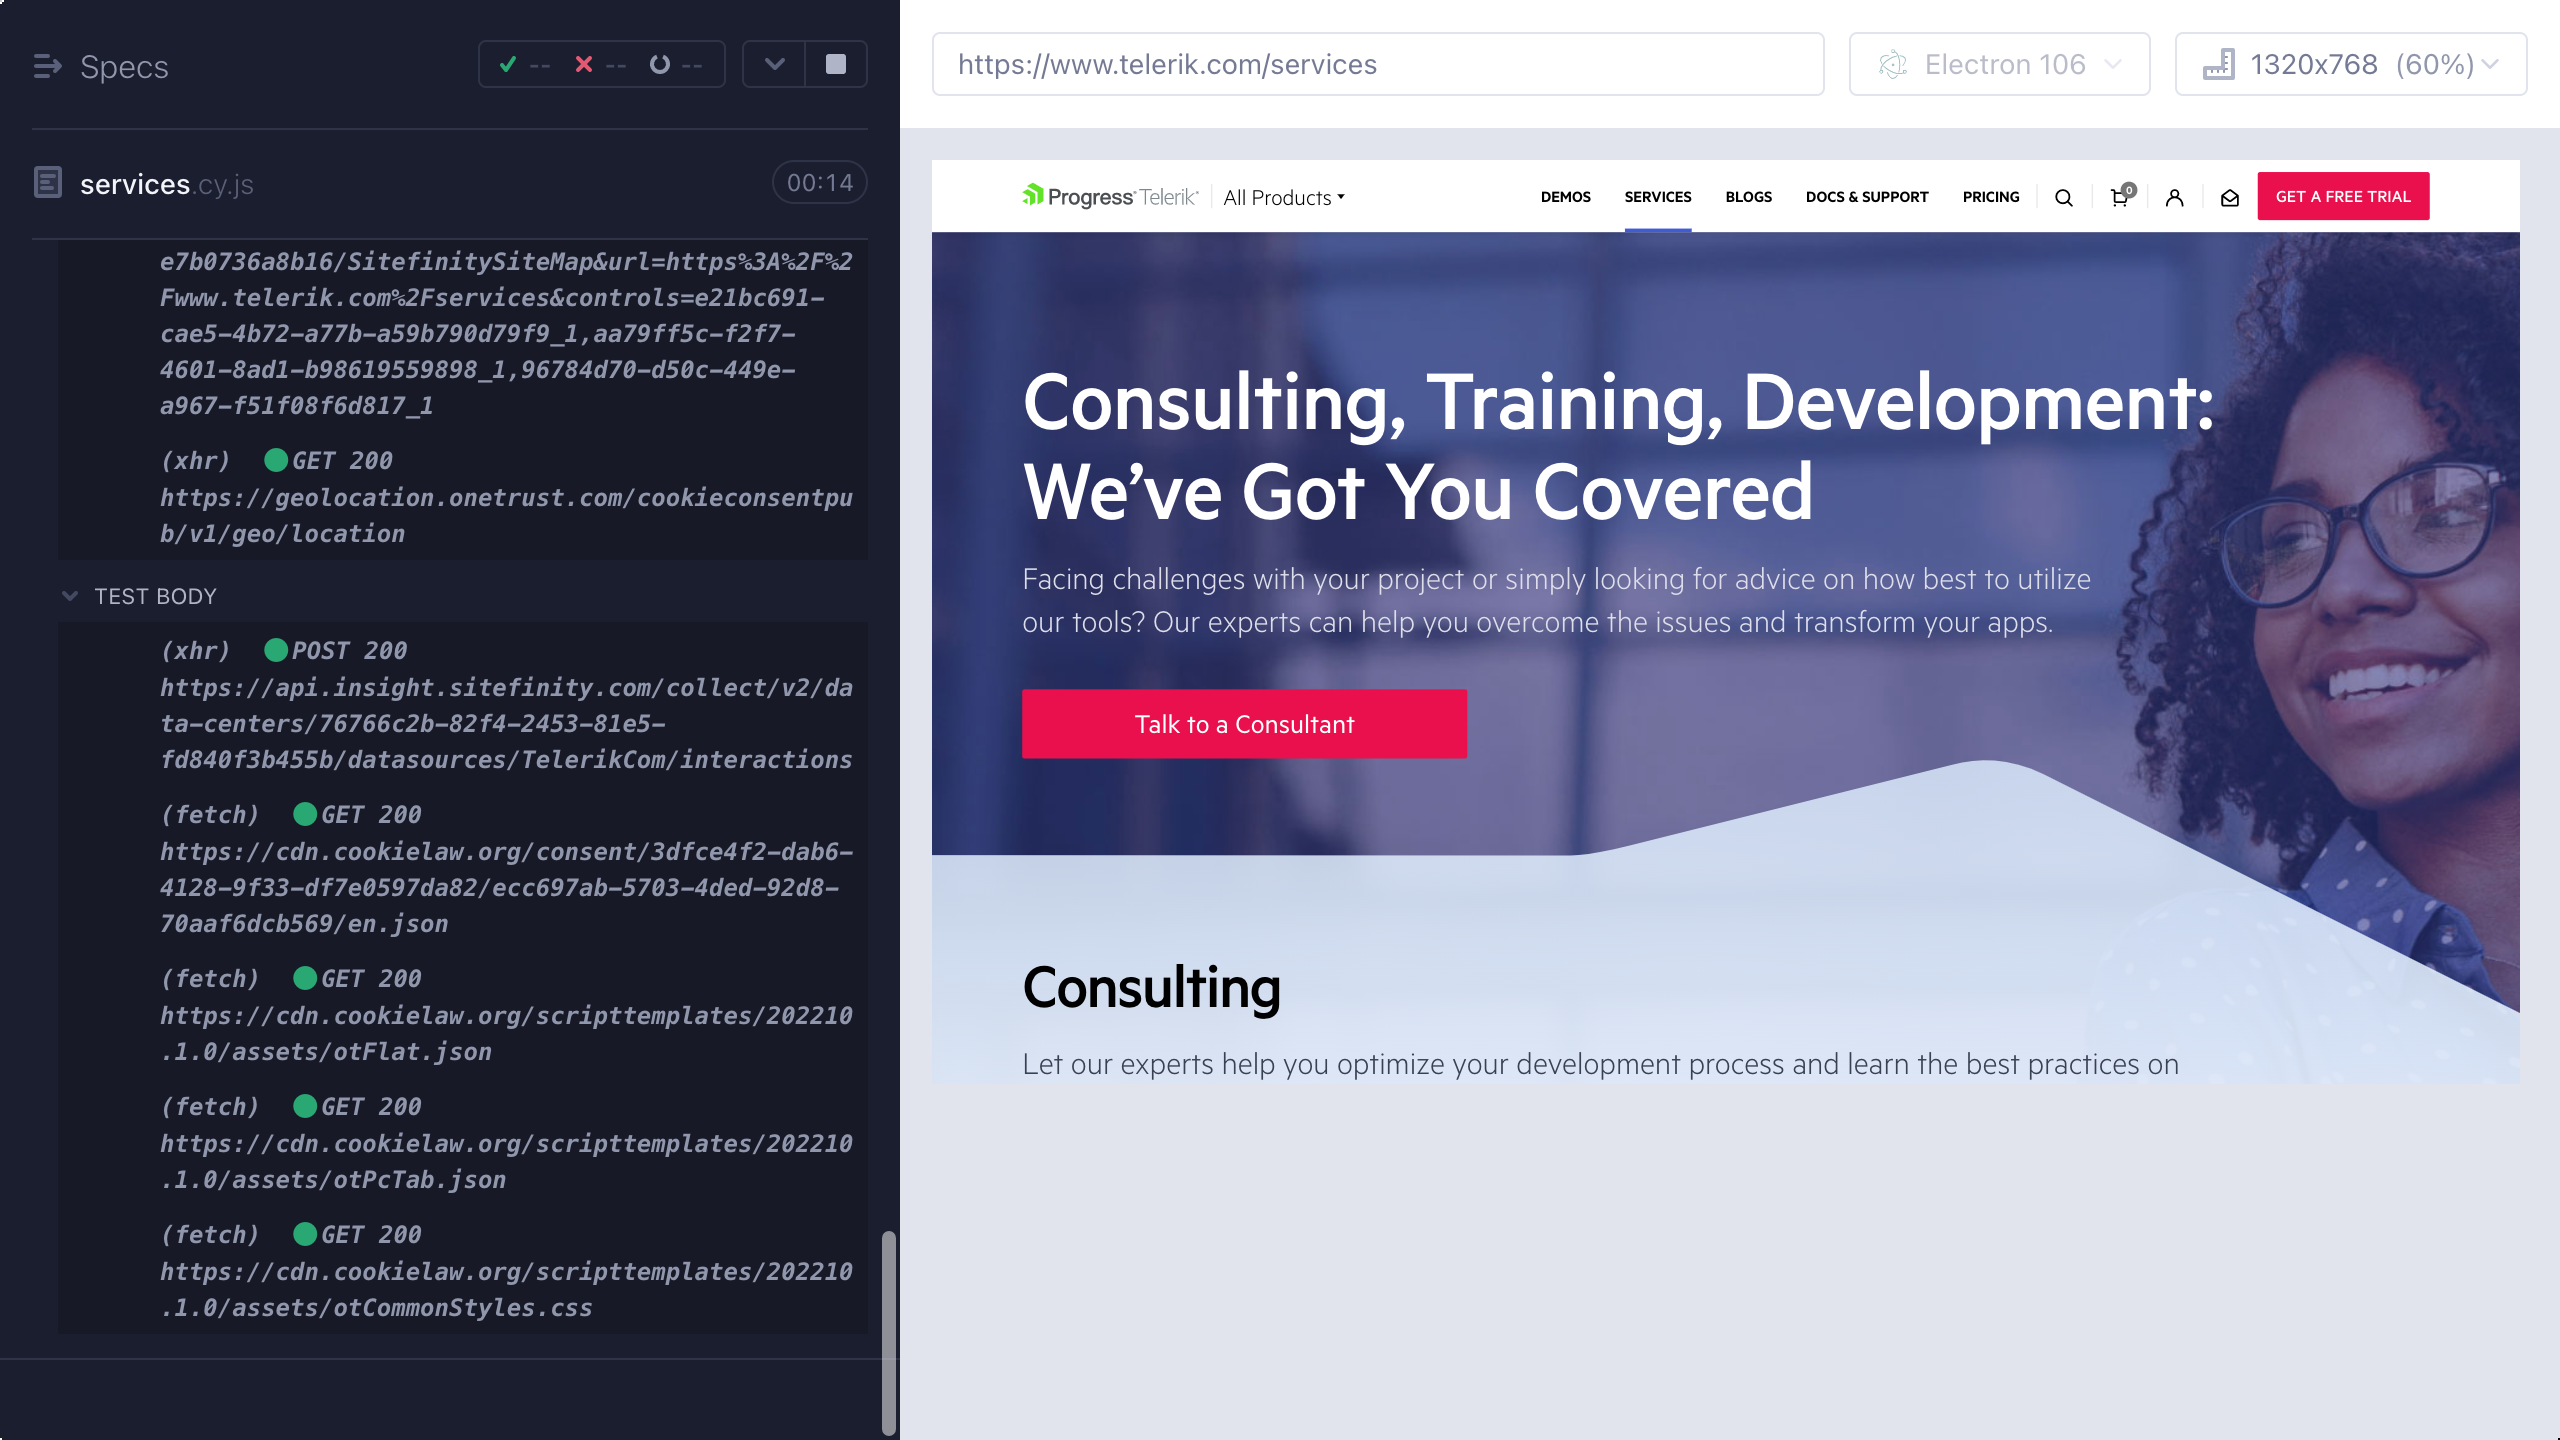 Specs
--
--
--
services.cy.js
00:14
e7b0736a8b16/SitefinitySiteMap&url=https%3A%2F%2
Fwww.telerik.com%2Fservices&controls=e21bc691-
cae5-4b72-a77b-a59b790d79f9_1,aa79ff5c-f2f7-
4601-8ad1-b98619559898_1,96784d70-d50c-449e-
a967-f51f08f6d817_1
(xhr) GET 200
https://geolocation.onetrust.com/cookieconsentpu
b/v1/geo/location
TEST BODY
(xhr) POST 200
https://api.insight.sitefinity.com/collect/v2/da
ta-centers/76766c2b-82f4-2453-81e5-
fd840f3b455b/datasources/TelerikCom/interactions
(fetch) GET 200
https://cdn.cookielaw.org/consent/3dfce4f2-dab6-
4128-9f33-df7e0597da82/ecc697ab-5703-4ded-92d8-
70aaf6dcb569/en.json
(fetch) GET 200
https://cdn.cookielaw.org/scripttemplates/202210
.1.0/assets/otFlat.json
(fetch) GET 200
https://cdn.cookielaw.org/scripttemplates/202210
.1.0/assets/otPcTab.json
(fetch) GET 200
https://cdn.cookielaw.org/scripttemplates/202210
.1.0/assets/otCommonStyles.css
https://www.telerik.com/services
Electron 106
1320x768 (60%)
Progress Telerik
All Products
DEMOS
SERVICES
BLOGS
DOCS & SUPPORT
PRICING
0
GET A FREE TRIAL
Consulting, Training, Development:
We’ve Got You Covered
Facing challenges with your project or simply looking for advice on how best to utilize
our tools? Our experts can help you overcome the issues and transform your apps.
Talk to a Consultant
Consulting
Let our experts help you optimize your development process and learn the best practices on